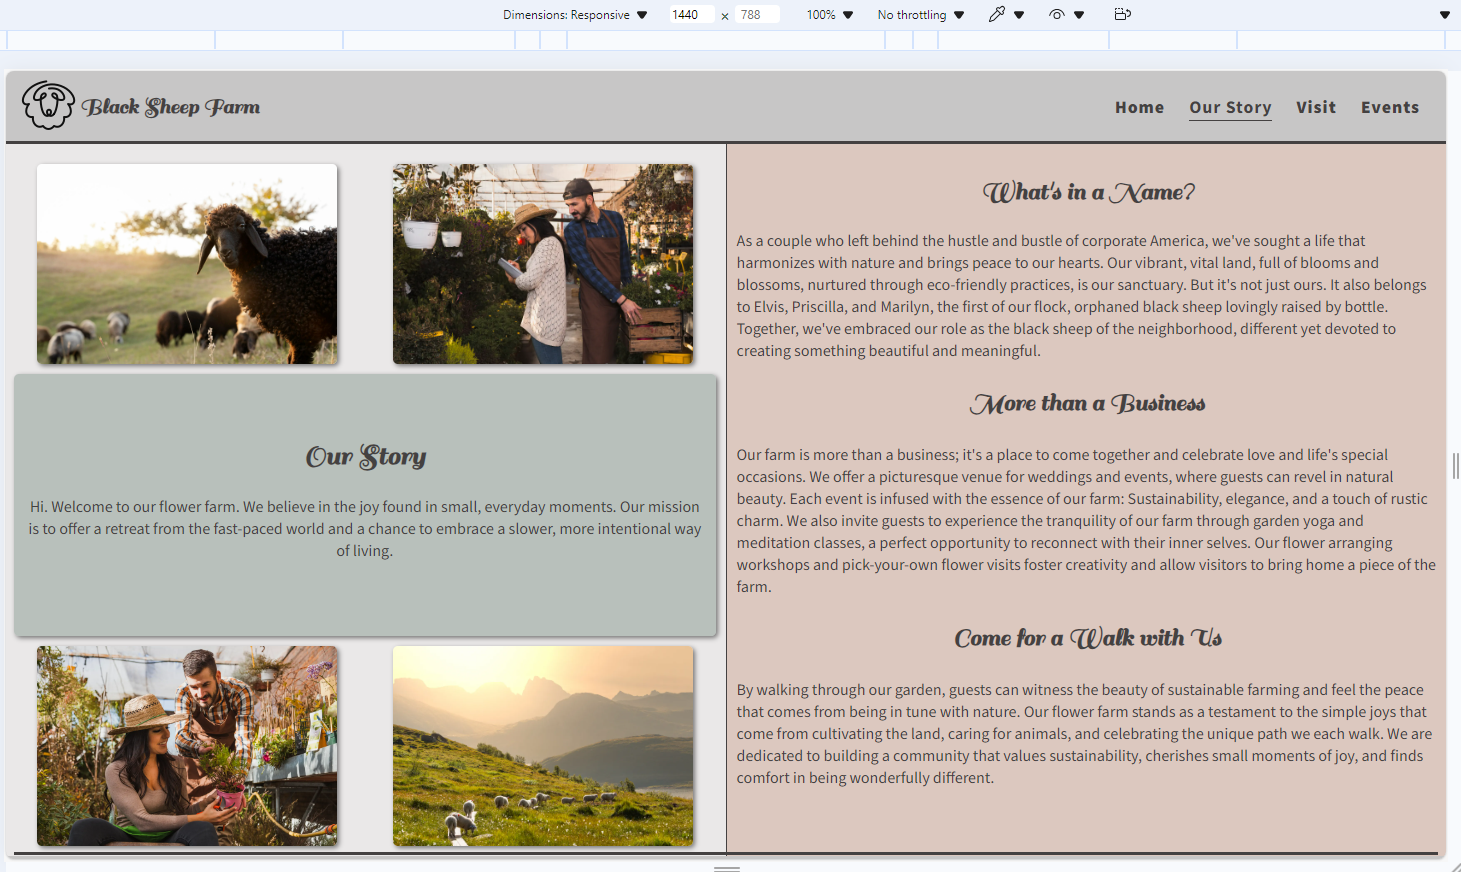 Dimensions: Responsive 1440 × 788 100% No throttling
Black Sheep Farm
Home Our Story Visit Events
Our Story
Hi. Welcome to our flower farm. We believe in the joy found in small, everyday moments. Our mission
is to offer a retreat from the fast-paced world and a chance to embrace a slower, more intentional way
of living.
What's in a Name?
As a couple who left behind the hustle and bustle of corporate America, we've sought a life that
harmonizes with nature and brings peace to our hearts. Our vibrant, vital land, full of blooms and
blossoms, nurtured through eco-friendly practices, is our sanctuary. But it's not just ours. It also belongs
to Elvis, Priscilla, and Marilyn, the first of our flock, orphaned black sheep lovingly raised by bottle.
Together, we've embraced our role as the black sheep of the neighborhood, different yet devoted to
creating something beautiful and meaningful.
More than a Business
Our farm is more than a business; it's a place to come together and celebrate love and life's special
occasions. We offer a picturesque venue for weddings and events, where guests can revel in natural
beauty. Each event is infused with the essence of our farm: Sustainability, elegance, and a touch of rustic
charm. We also invite guests to experience the tranquility of our farm through garden yoga and
meditation classes, a perfect opportunity to reconnect with their inner selves. Our flower arranging
workshops and pick-your-own flower visits foster creativity and allow visitors to bring home a piece of the
farm.
Come for a Walk with Us
By walking through our garden, guests can witness the beauty of sustainable farming and feel the peace
that comes from being in tune with nature. Our flower farm stands as a testament to the simple joys that
come from cultivating the land, caring for animals, and celebrating the unique path we each walk. We are
dedicated to building a community that values sustainability, cherishes small moments of joy, and finds
comfort in being wonderfully different.